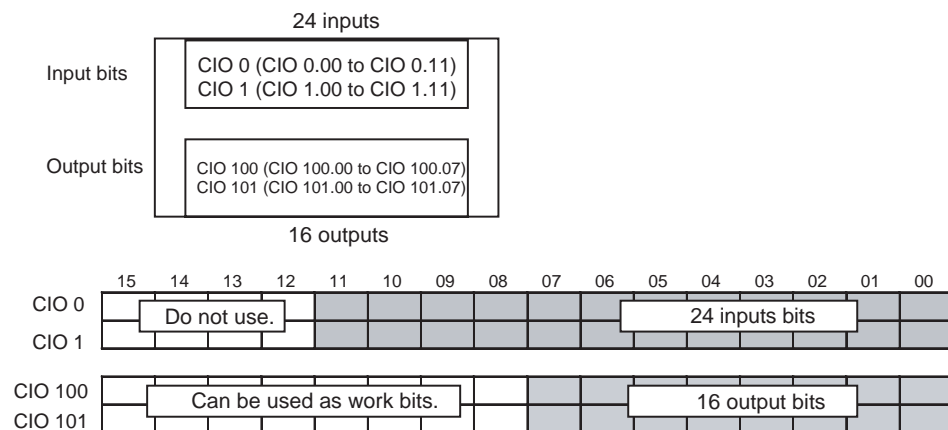 24 inputs
Input bits
CIO 0 (CIO 0.00 to CIO 0.11)
CIO 1 (CIO 1.00 to CIO 1.11)
Output bits
CIO 100 (CIO 100.00 to CIO 100.07)
CIO 101 (CIO 101.00 to CIO 101.07)
16 outputs
15 14 13 12 11 10 09 08 07 06 05 04 03 02 01 00
CIO 0
Do not use. 24 inputs bits
CIO 1
CIO 100
Can be used as work bits. 16 output bits
CIO 101